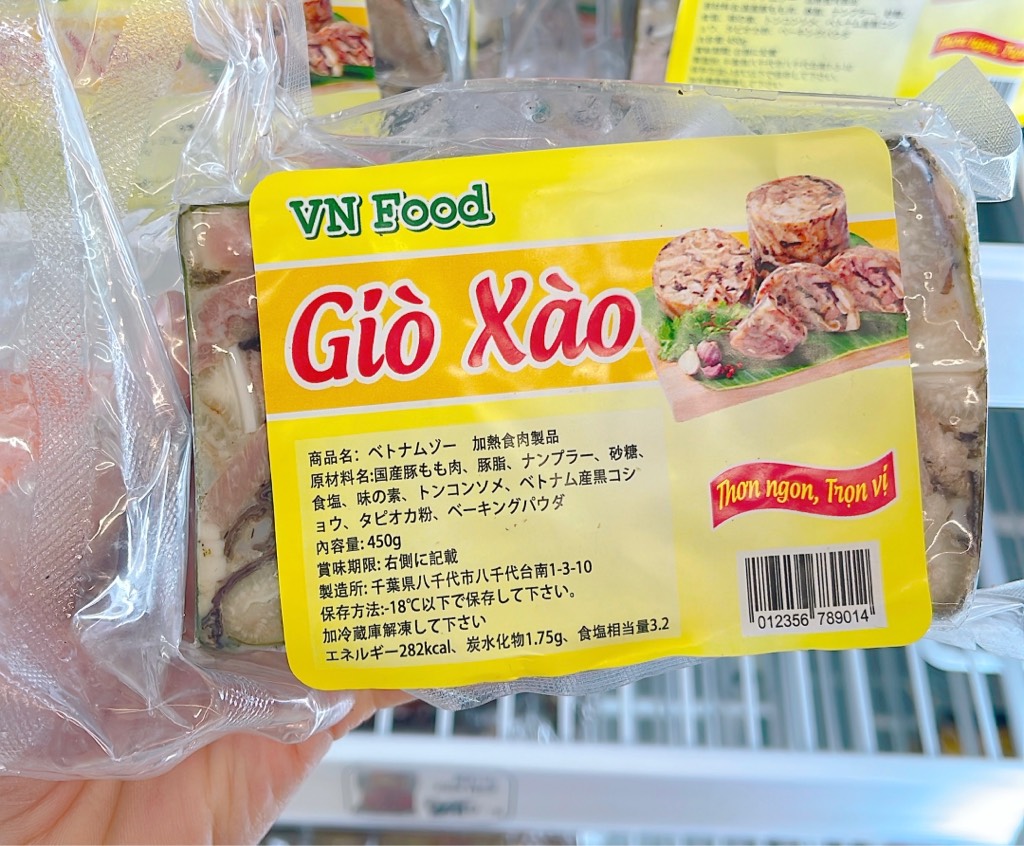 VN Food
Giò Xào
商品名: ベトナムゾー 加熱食肉製品
原材料名:国産豚もも肉、豚脂、ナンプラー、砂糖、
食塩、味の素、トンコンソメ、ベトナム産黒コシ
ョウ、タピオカ粉、ベーキングパウダ
内容量: 450g
賞味期限: 右側に記載
製造所: 千葉県八千代市八千代台南1-3-10
保存方法:-18℃以下で保存して下さい。
加冷蔵庫解凍して下さい
エネルギー282kcal、炭水化物1.75g、食塩相当量3.2
Thơn ngon, Trọn vị
012356 789014